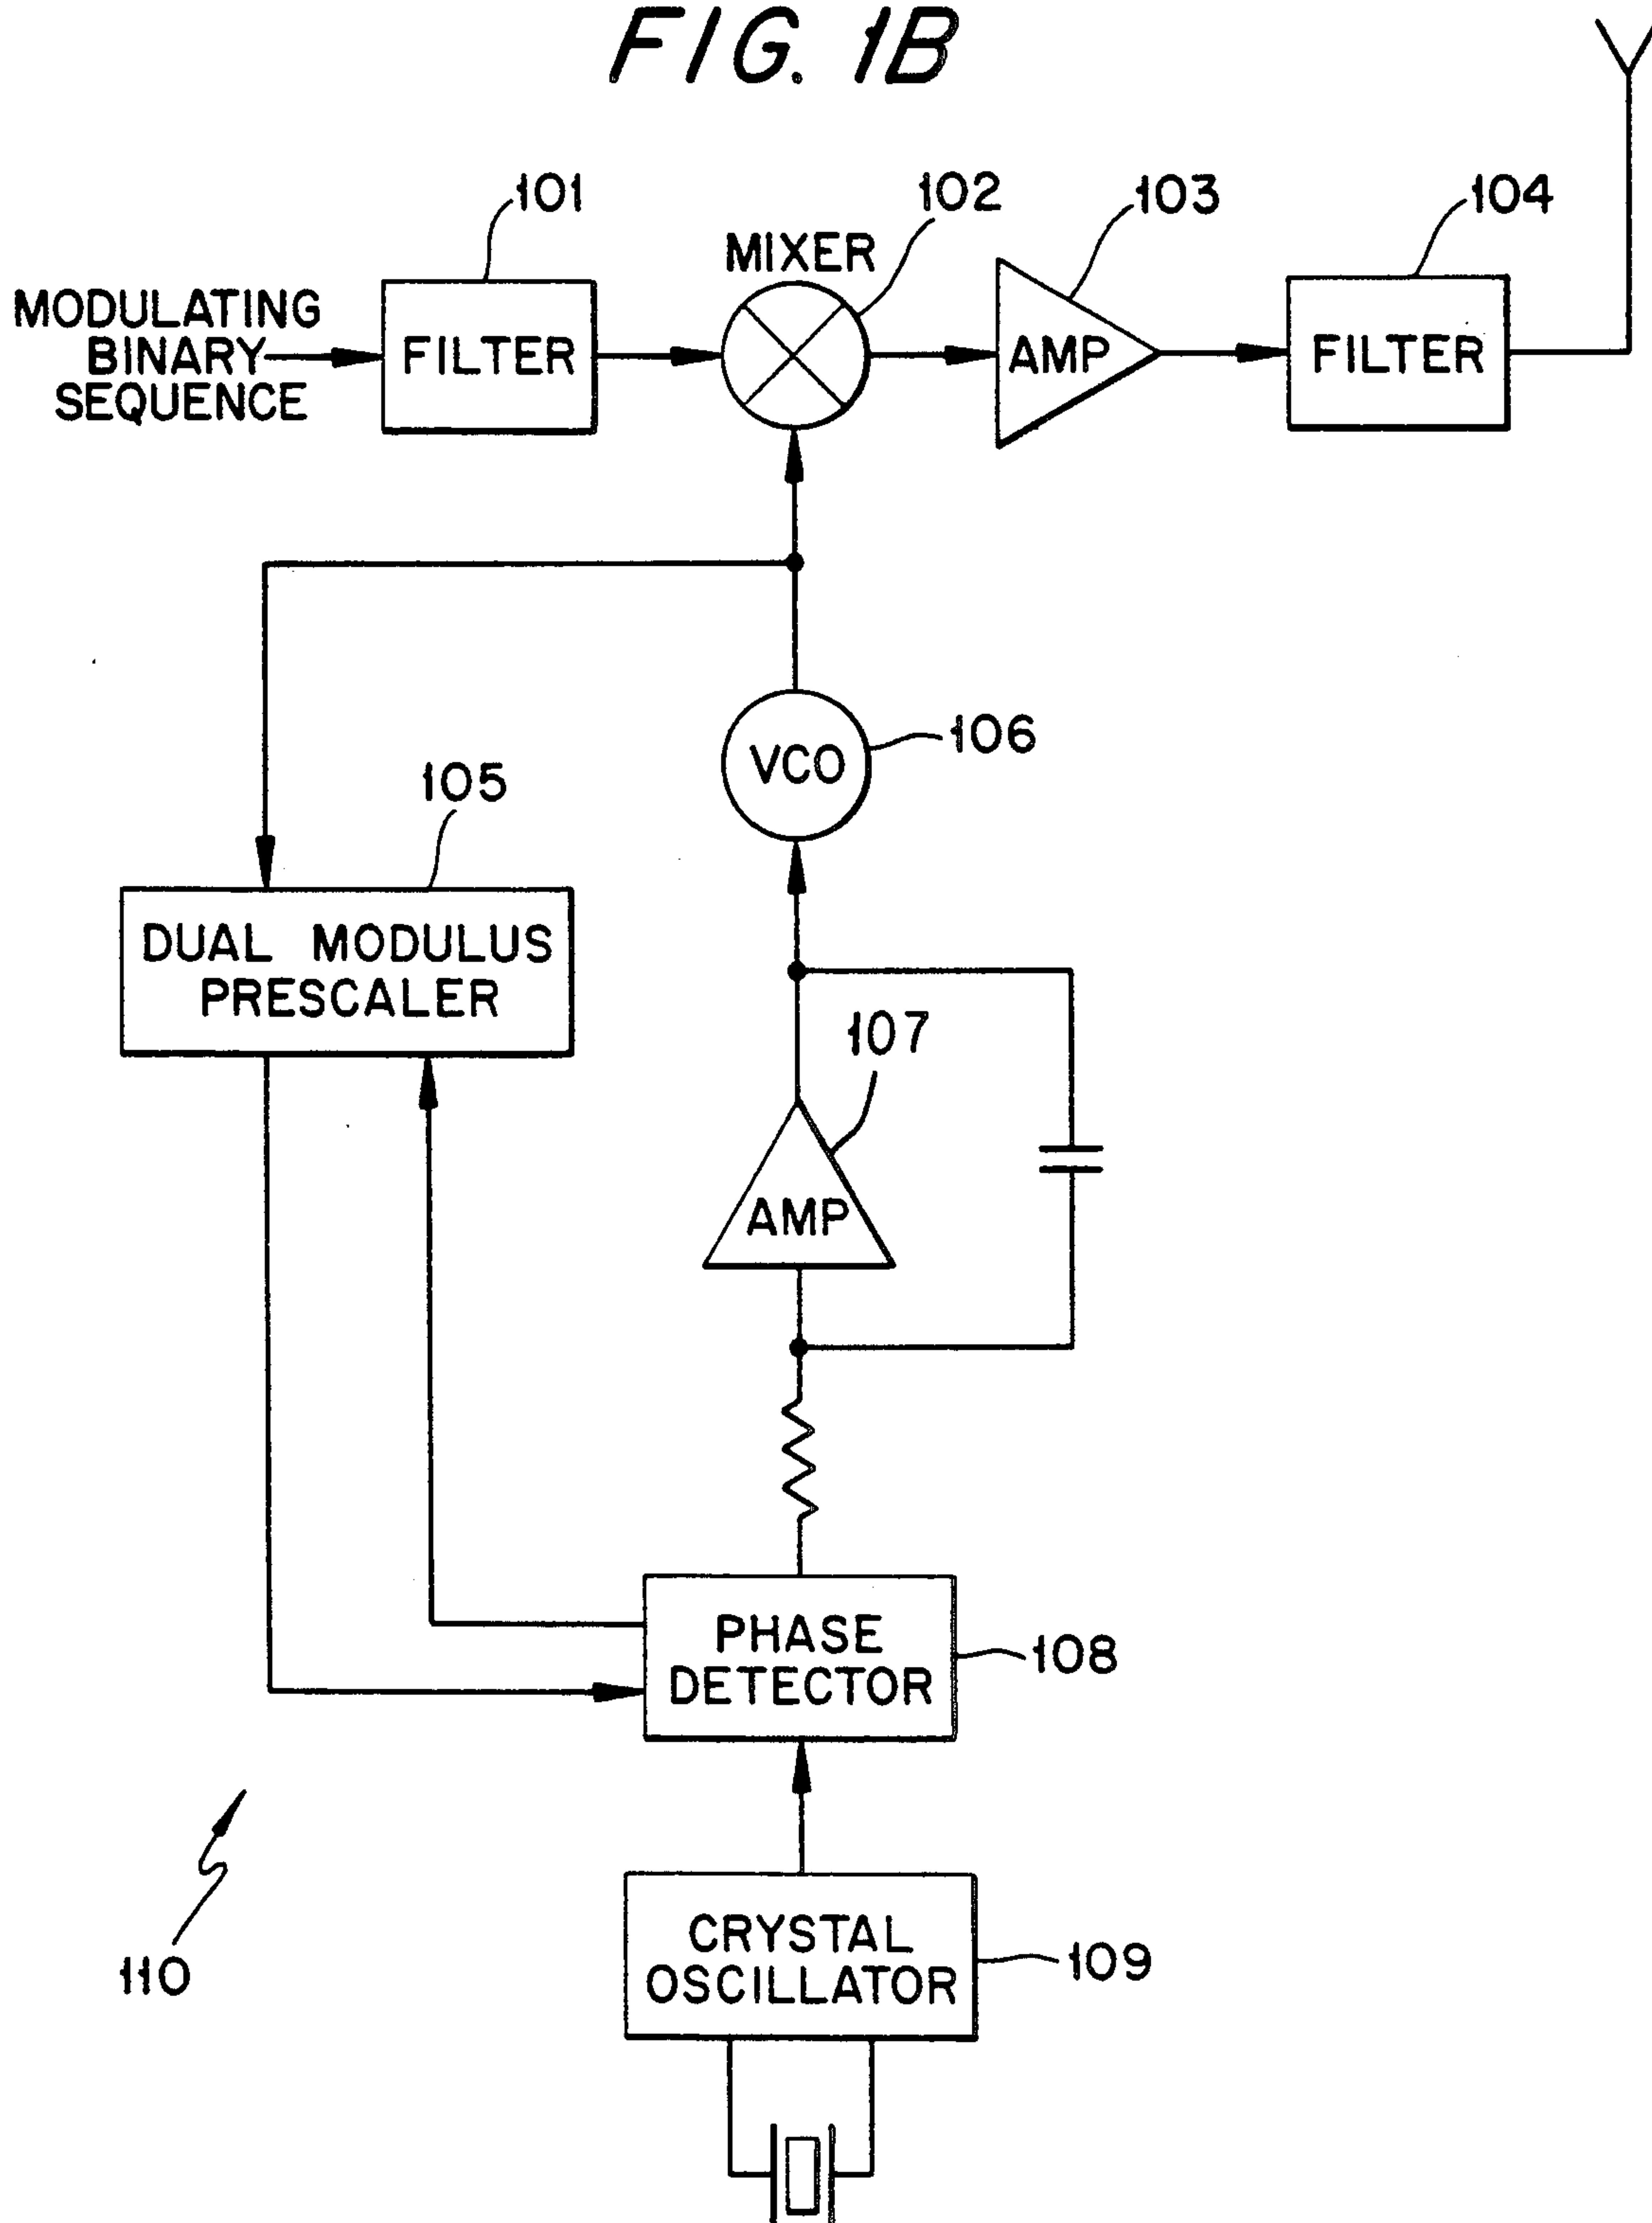 FIG. 1B
101
102
103
104
MIXER
MODULATING
BINARY
SEQUENCE
FILTER
AMP
FILTER
106
VCO
105
DUAL MODULUS
PRESCALER
107
AMP
PHASE
DETECTOR
108
110
CRYSTAL
OSCILLATOR
109